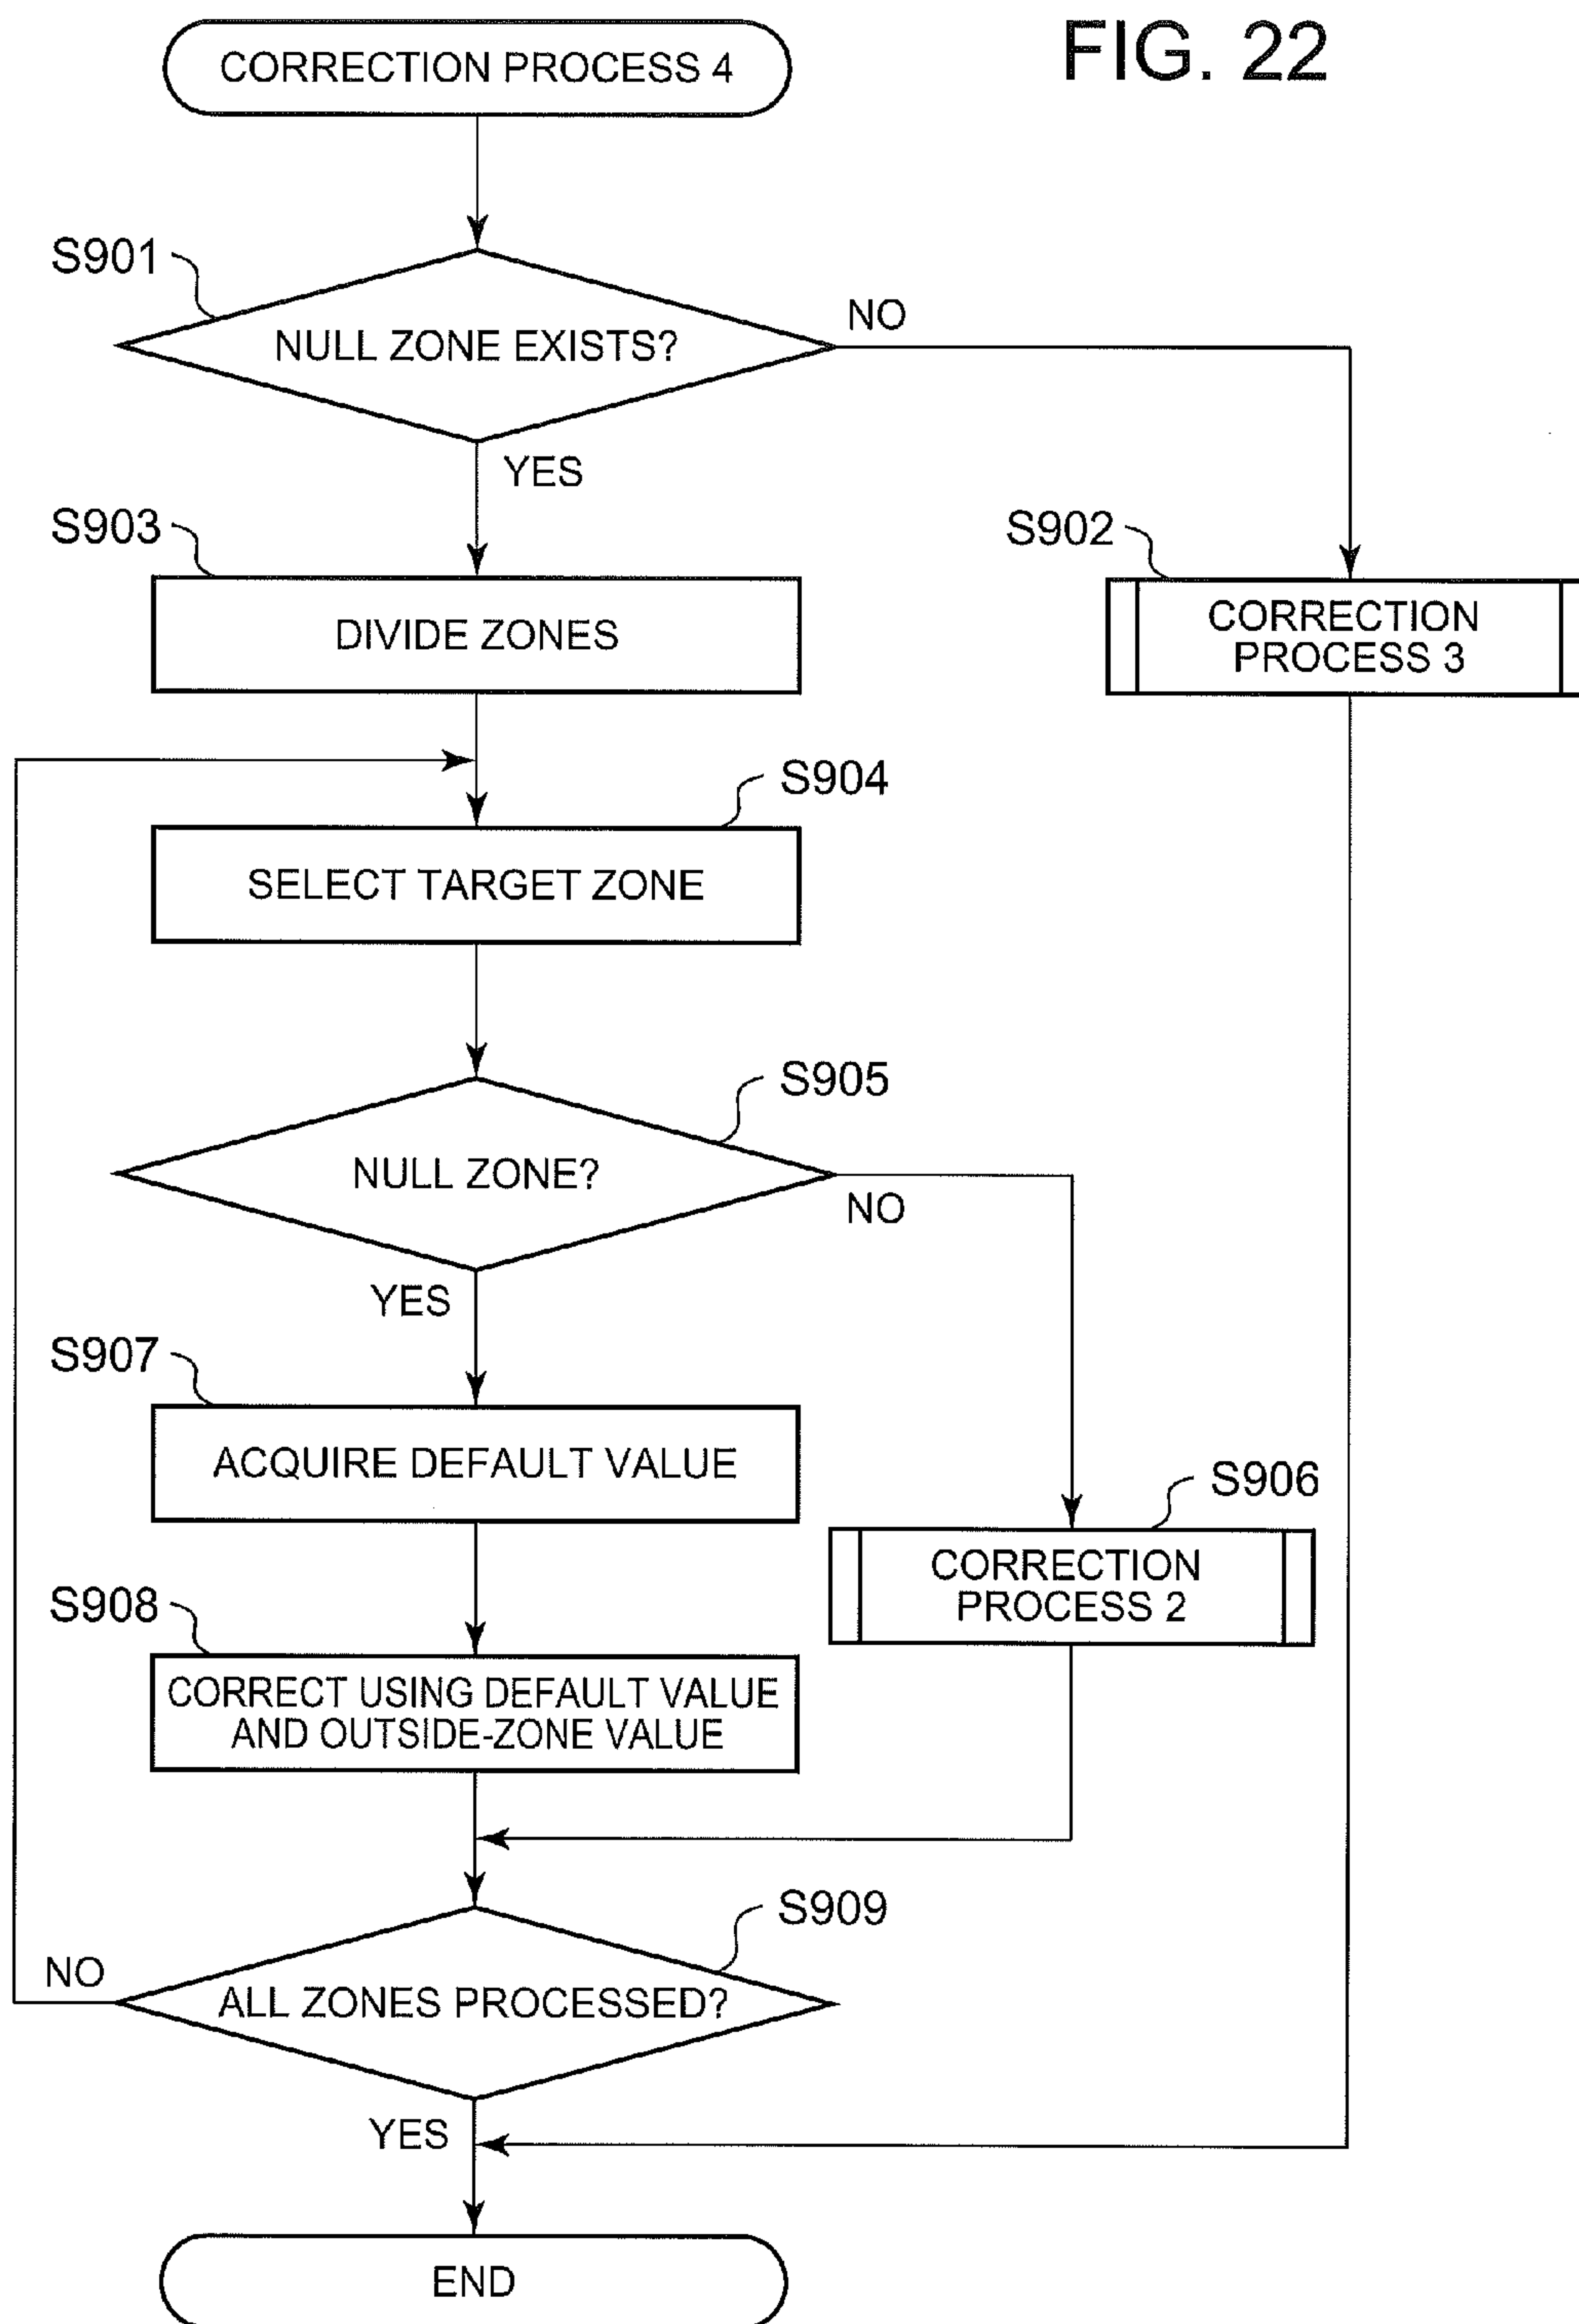 FIG. 22
CORRECTION PROCESS 4
S901
NULL ZONE EXISTS?
NO
YES
S903
DIVIDE ZONES
S902
CORRECTION
PROCESS 3
S904
SELECT TARGET ZONE
S905
NULL ZONE?
NO
YES
S907
ACQUIRE DEFAULT VALUE
S906
CORRECTION
PROCESS 2
S908
CORRECT USING DEFAULT VALUE
AND OUTSIDE-ZONE VALUE
S909
NO
ALL ZONES PROCESSED?
YES
END